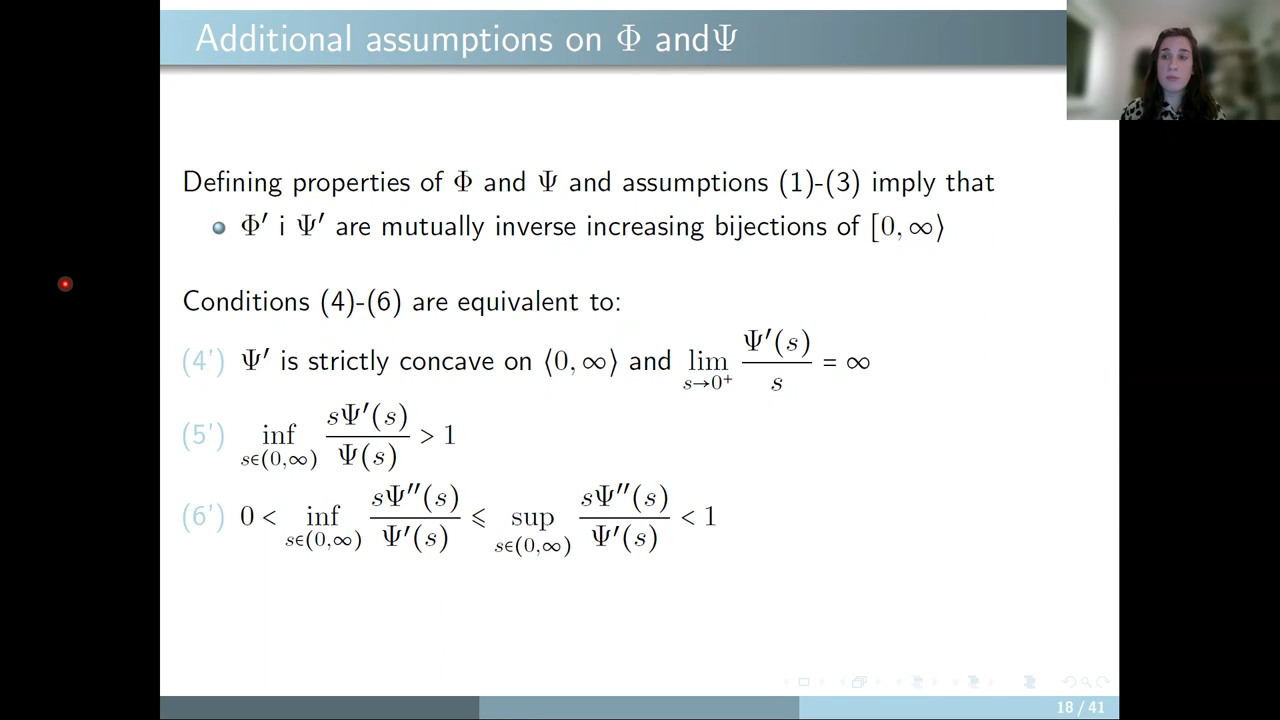 Additional assumptions on Φ andΨ
Defining properties of Φ and Ψ and assumptions (1)-(3) imply that
Φ′ i Ψ′ are mutually inverse increasing bijections of [0, ∞⟩
Conditions (4)-(6) are equivalent to:
(4') Ψ′ is strictly concave on ⟨0, ∞⟩ and lim_{s→0⁺} Ψ′(s)/s = ∞
(5') inf_{s∈(0,∞)} sΨ′(s)/Ψ(s) > 1
(6') 0 < inf_{s∈(0,∞)} sΨ′′(s)/Ψ′(s) ⩽ sup_{s∈(0,∞)} sΨ′′(s)/Ψ′(s) < 1
18 / 41